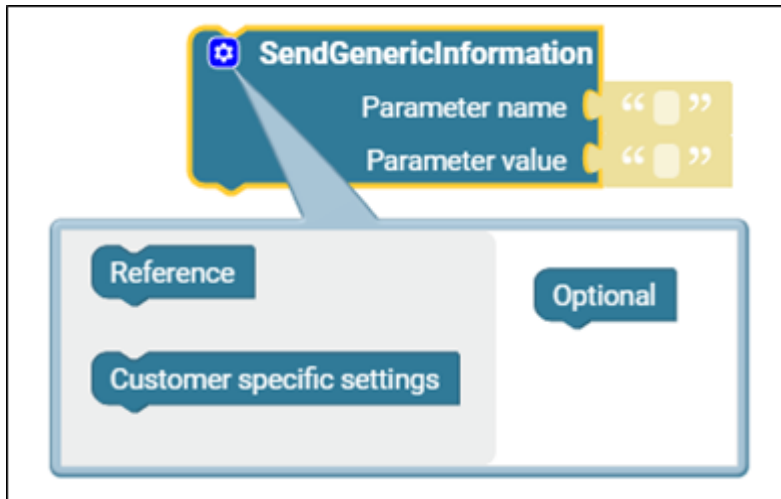 SendGenericInformation
Parameter name “ ”
Parameter value “ ”
Reference
Optional
Customer specific settings